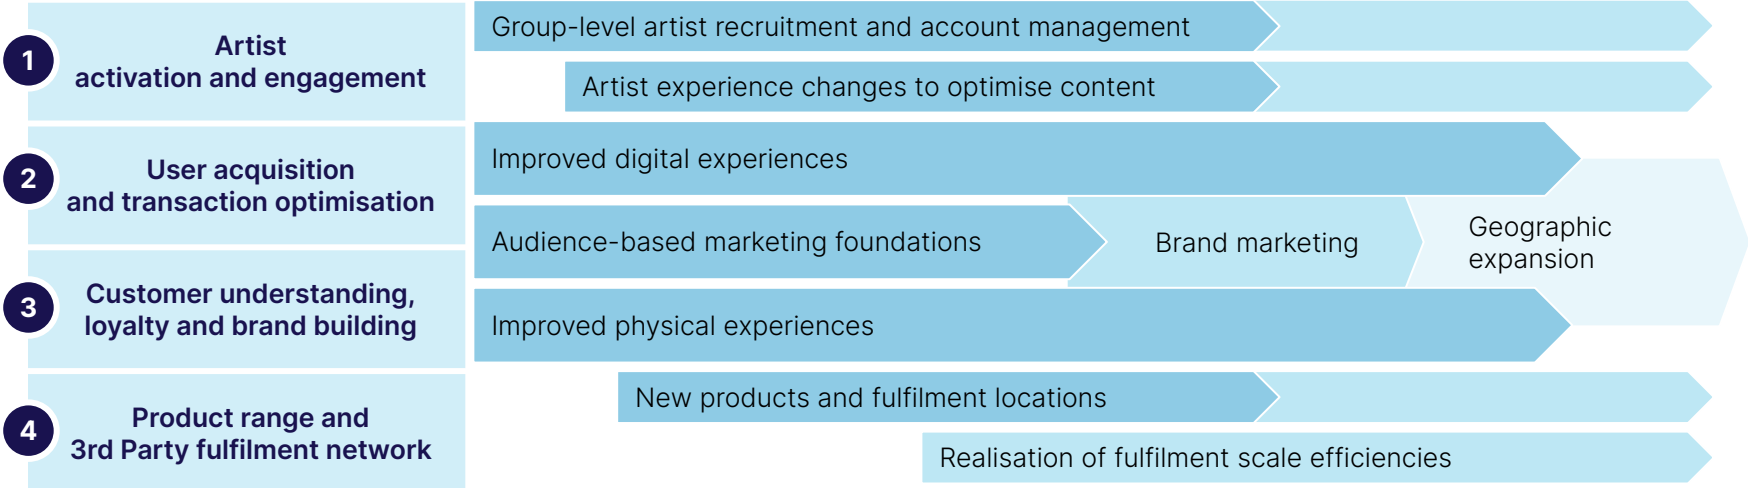 1
Artist
activation and engagement
Group-level artist recruitment and account management
Artist experience changes to optimise content
2
User acquisition
and transaction optimisation
Improved digital experiences
Audience-based marketing foundations
Brand marketing
Geographic
expansion
3
Customer understanding,
loyalty and brand building
Improved physical experiences
4
Product range and
3rd Party fulfilment network
New products and fulfilment locations
Realisation of fulfilment scale efficiencies